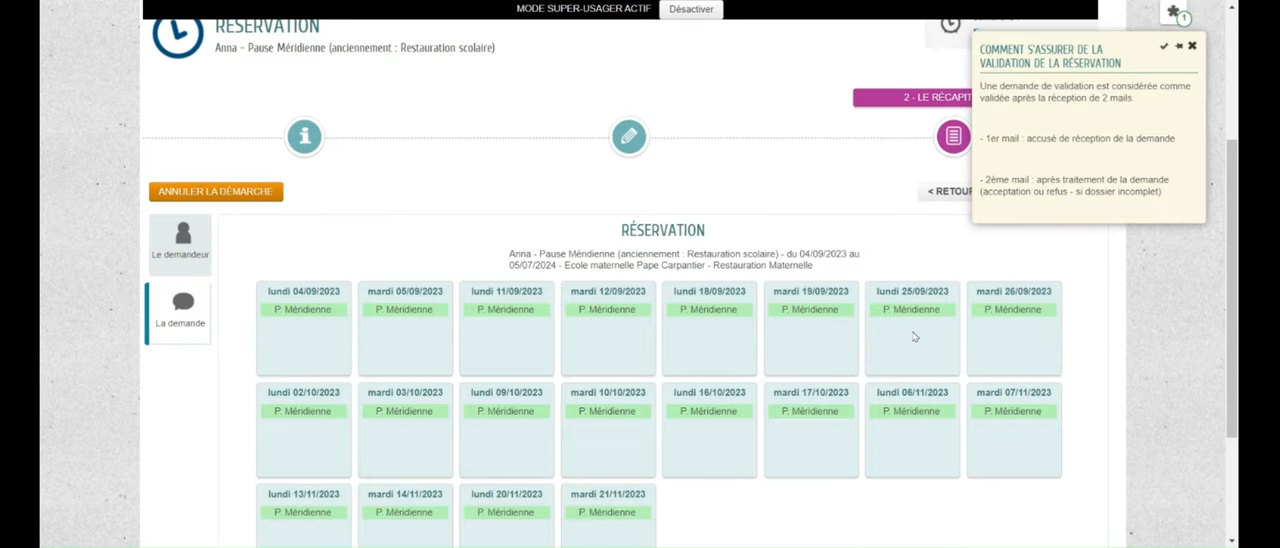 MODE SUPER-USAGER ACTIF
Désactiver
RÉSERVATION
Anna – Pause Méridienne (anciennement : Restauration scolaire)
1
COMMENT S'ASSURER DE LA
VALIDATION DE LA RÉSERVATION
Une demande de validation est considérée comme
validée après la réception de 2 mails.
- 1er mail : accusé de réception de la demande
- 2ème mail : après traitement de la demande
(acceptation ou refus - si dossier incomplet)
2 - LE RÉCAPIT
ANNULER LA DÉMARCHE
< RETOUR
Le demandeur
La demande
RÉSERVATION
Anna - Pause Méridienne (anciennement : Restauration scolaire) - du 04/09/2023 au
05/07/2024 - Ecole maternelle Pape Carpantier - Restauration Maternelle
lundi 04/09/2023 mardi 05/09/2023 lundi 11/09/2023 mardi 12/09/2023 lundi 18/09/2023 mardi 19/09/2023 lundi 25/09/2023 mardi 26/09/2023
P. Méridienne P. Méridienne P. Méridienne P. Méridienne P. Méridienne P. Méridienne P. Méridienne P. Méridienne
lundi 02/10/2023 mardi 03/10/2023 lundi 09/10/2023 mardi 10/10/2023 lundi 16/10/2023 mardi 17/10/2023 lundi 06/11/2023 mardi 07/11/2023
P. Méridienne P. Méridienne P. Méridienne P. Méridienne P. Méridienne P. Méridienne P. Méridienne P. Méridienne
lundi 13/11/2023 mardi 14/11/2023 lundi 20/11/2023 mardi 21/11/2023
P. Méridienne P. Méridienne P. Méridienne P. Méridienne